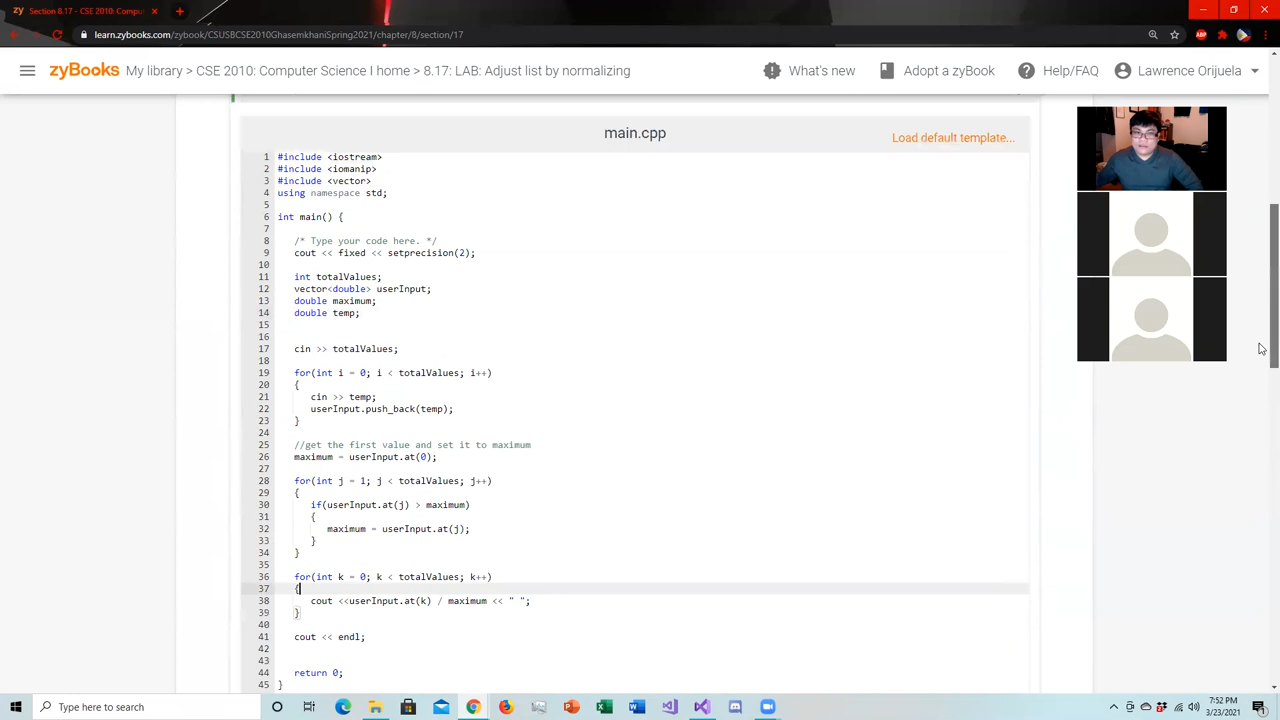 zy Section 8.17 - CSE 2010: Comput
learn.zybooks.com/zybook/CSUSBCSE2010GhasemkhaniSpring2021/chapter/8/section/17
ABP
zyBooks My library > CSE 2010: Computer Science I home > 8.17: LAB: Adjust list by normalizing
What's new
Adopt a zyBook
Help/FAQ
Lawrence Orijuela
main.cpp
Load default template...
1 #include <iostream>
2 #include <iomanip>
3 #include <vector>
4 using namespace std;
5
6 int main() {
7
8 /* Type your code here. */
9 cout << fixed << setprecision(2);
10
11 int totalValues;
12 vector<double> userInput;
13 double maximum;
14 double temp;
15
16
17 cin >> totalValues;
18
19 for(int i = 0; i < totalValues; i++)
20 {
21 cin >> temp;
22 userInput.push_back(temp);
23 }
24
25 //get the first value and set it to maximum
26 maximum = userInput.at(0);
27
28 for(int j = 1; j < totalValues; j++)
29 {
30 if(userInput.at(j) > maximum)
31 {
32 maximum = userInput.at(j);
33 }
34 }
35
36 for(int k = 0; k < totalValues; k++)
37 {
38 cout <<userInput.at(k) / maximum << " ";
39 }
40
41 cout << endl;
42
43
44 return 0;
45 }
Type here to search
7:52 PM
3/23/2021